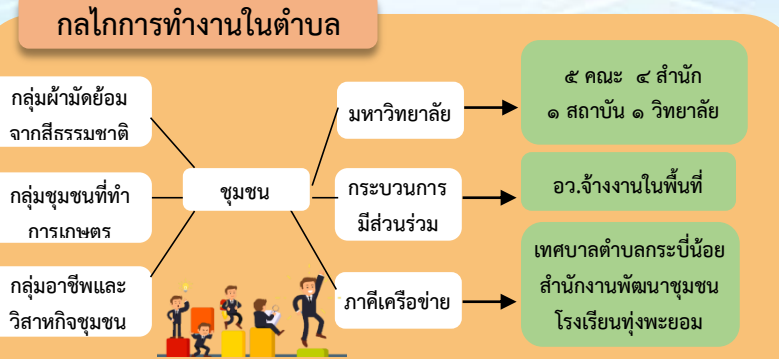 กลไกการทำงานในตำบล
กลุ่มผ้ามัดย้อม
จากสีธรรมชาติ
กลุ่มชุมชนที่ทำ
การเกษตร
กลุ่มอาชีพและ
วิสาหกิจชุมชน
ชุมชน
มหาวิทยาลัย
กระบวนการ
มีส่วนร่วม
ภาคีเครือข่าย
๕ คณะ ๔ สำนัก
๑ สถาบัน ๑ วิทยาลัย
อว.จ้างงานในพื้นที่
เทศบาลตำบลกระบี่น้อย
สำนักงานพัฒนาชุมชน
โรงเรียนทุ่งพะยอม